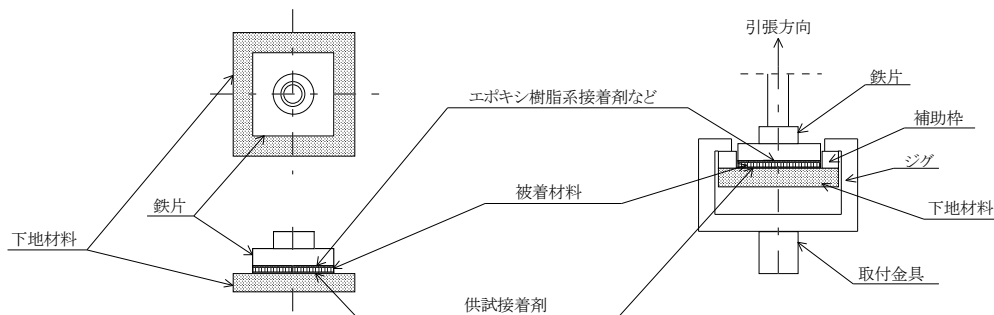 引張方向
鉄片
エポキシ樹脂系接着剤など
補助枠
ジグ
被着材料
鉄片
下地材料
下地材料
取付金具
供試接着剤